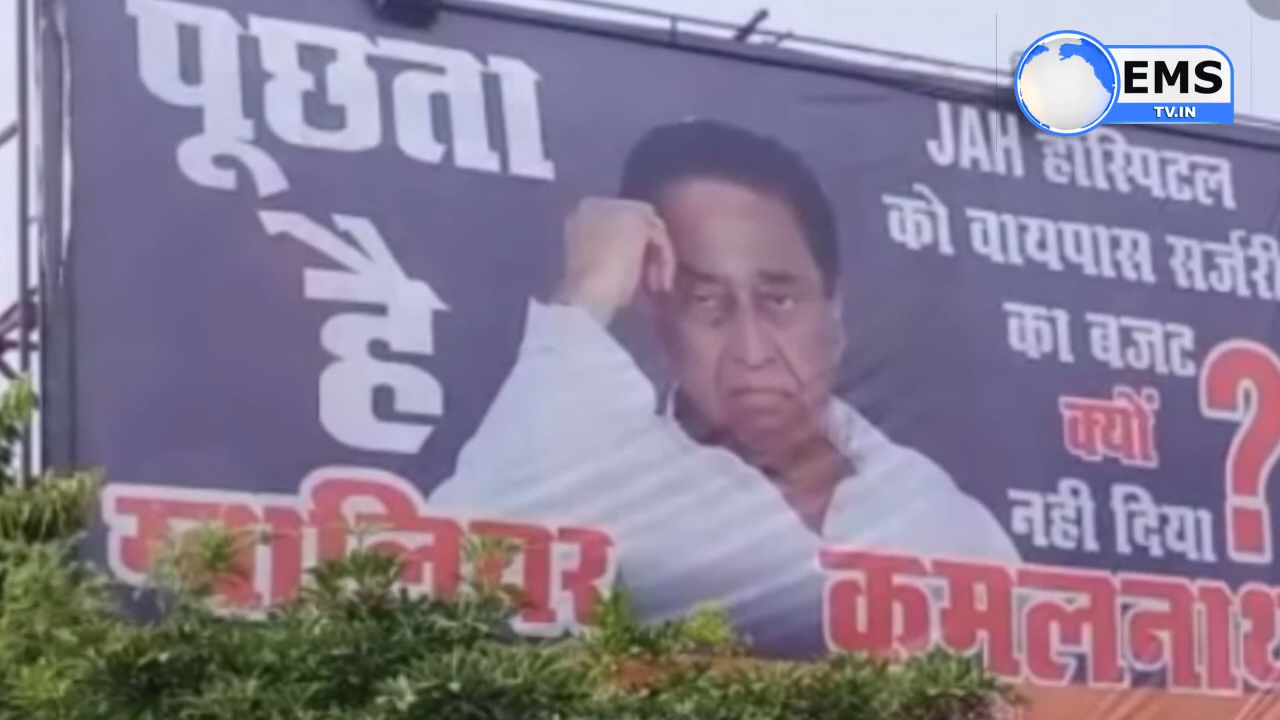 पूछता
है
ग्वालियर
JAH हॉस्पिटल
को वायपास सर्जरी
का बजट
क्यों
नही दिया
?
कमलनाथ
EMS
TV.IN